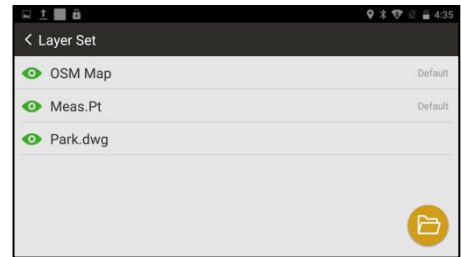 4:35
Layer Set
OSM Map Default
Meas.Pt Default
Park.dwg